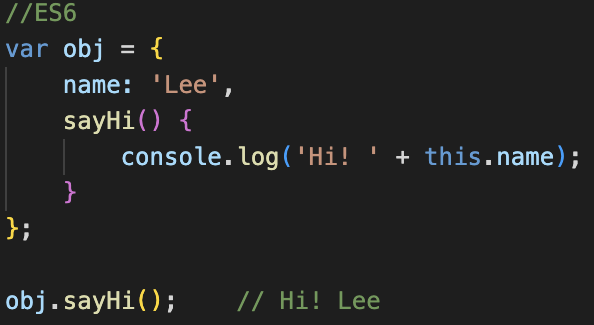 //ES6
var obj = {
    name: 'Lee',
    sayHi() {
        console.log('Hi! ' + this.name);
    }
};

obj.sayHi();    // Hi! Lee